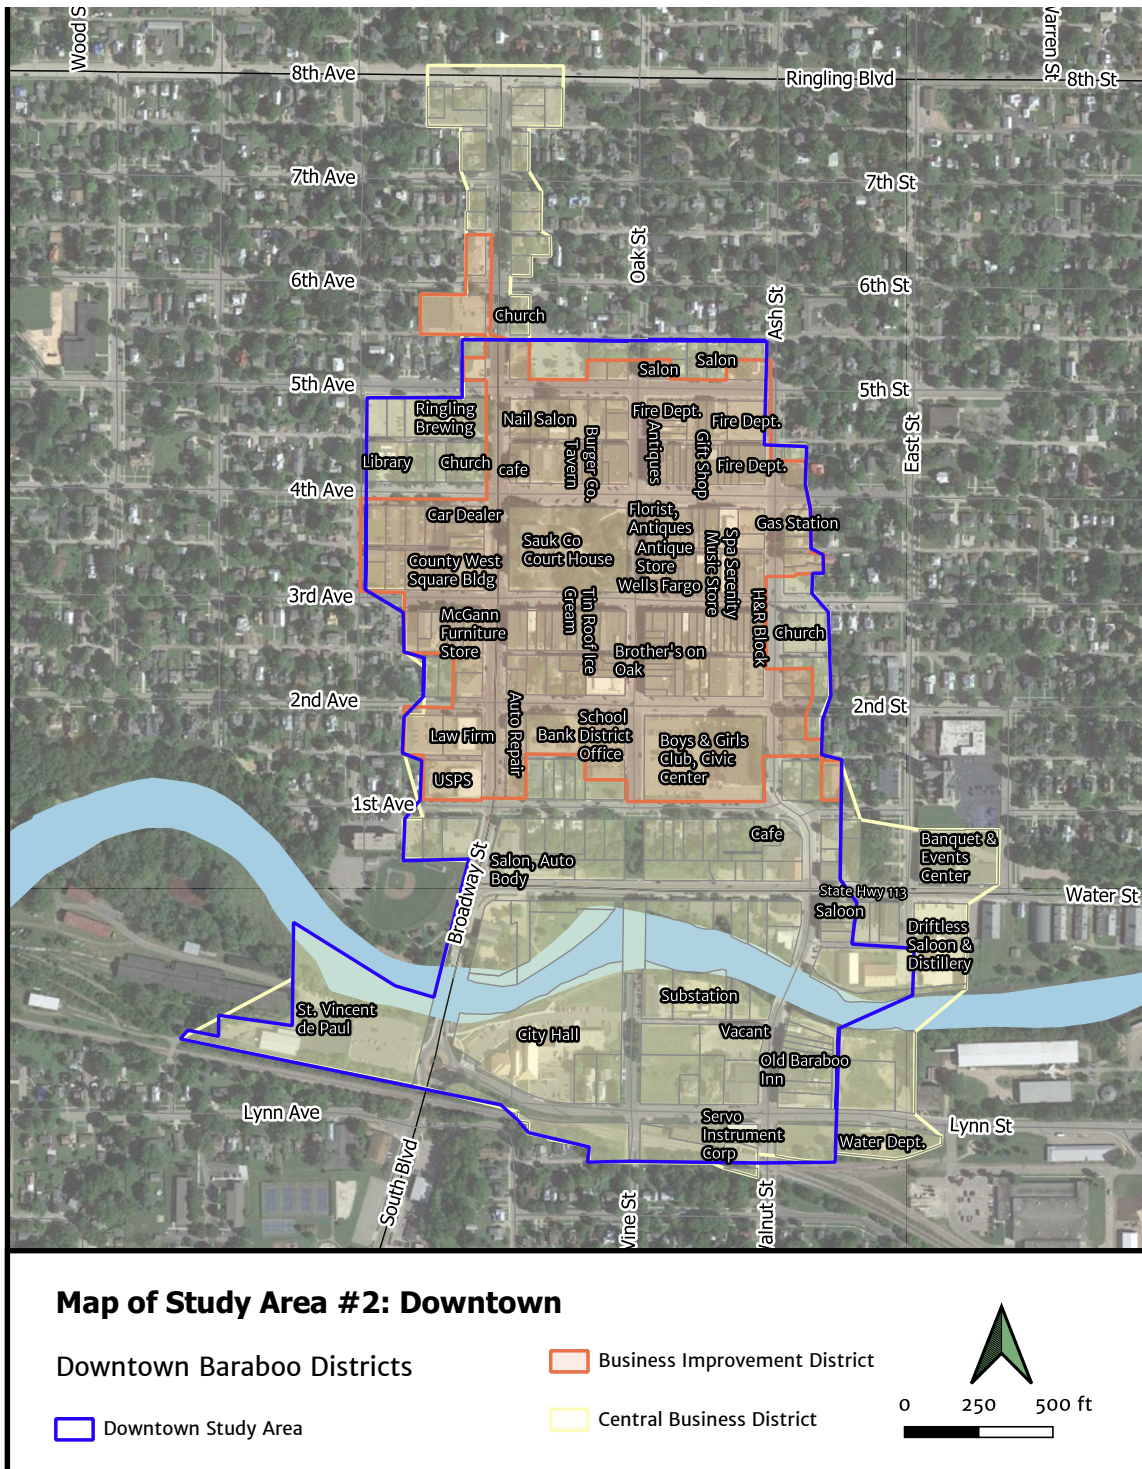 Wood S
Warren St
8th Ave
Ringling Blvd
8th St
7th Ave
7th St
Oak St
6th Ave
6th St
Ash St
Church
Salon
Salon
5th Ave
5th St
Ringling
Brewing
Nail Salon
Fire Dept.
Fire Dept.
East St
Burger Co.
Tavern
Antiques
Gift Shop
Library
Church
cafe
Fire Dept.
4th Ave
Car Dealer
Florist,
Antiques
Gas Station
Sauk Co
Court House
Antique
Store
Spa Serenity
Music Store
County West
Square Bldg
Wells Fargo
3rd Ave
Tin Roof Ice
Cream
H&R Block
McGann
Furniture
Store
Church
Brother's on
Oak
2nd Ave
2nd St
Auto Repair
Law Firm
Bank
School
District
Office
Boys & Girls
Club, Civic
Center
USPS
1st Ave
Cafe
Banquet &
Events
Center
Broadway St
Salon, Auto
Body
State Hwy 113
Water St
Saloon
Driftless
Saloon &
Distillery
Substation
St. Vincent
de Paul
City Hall
Vacant
Old Baraboo
Inn
Lynn Ave
Servo
Instrument
Corp
Water Dept.
Lynn St
South Blvd
Vine St
Walnut St
Map of Study Area #2: Downtown
Downtown Baraboo Districts
Downtown Study Area
Business Improvement District
Central Business District
0 250 500 ft